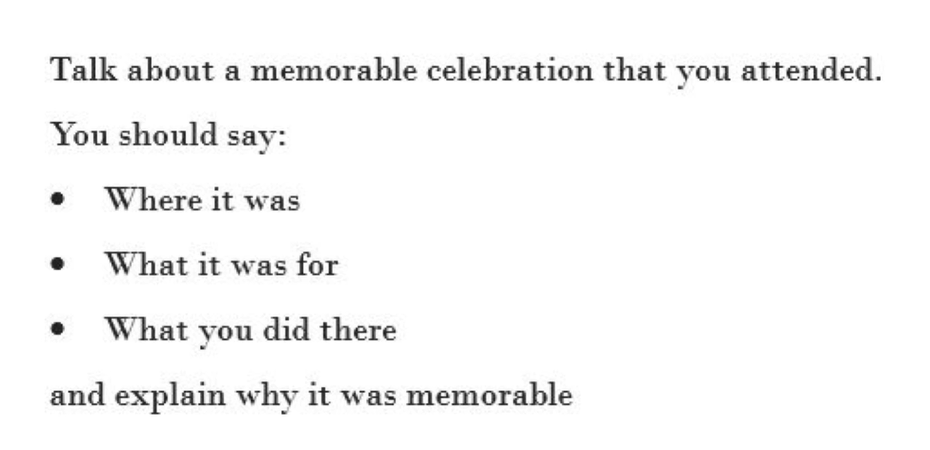 Talk about a memorable celebration that you attended.
You should say:
• Where it was
• What it was for
• What you did there
and explain why it was memorable